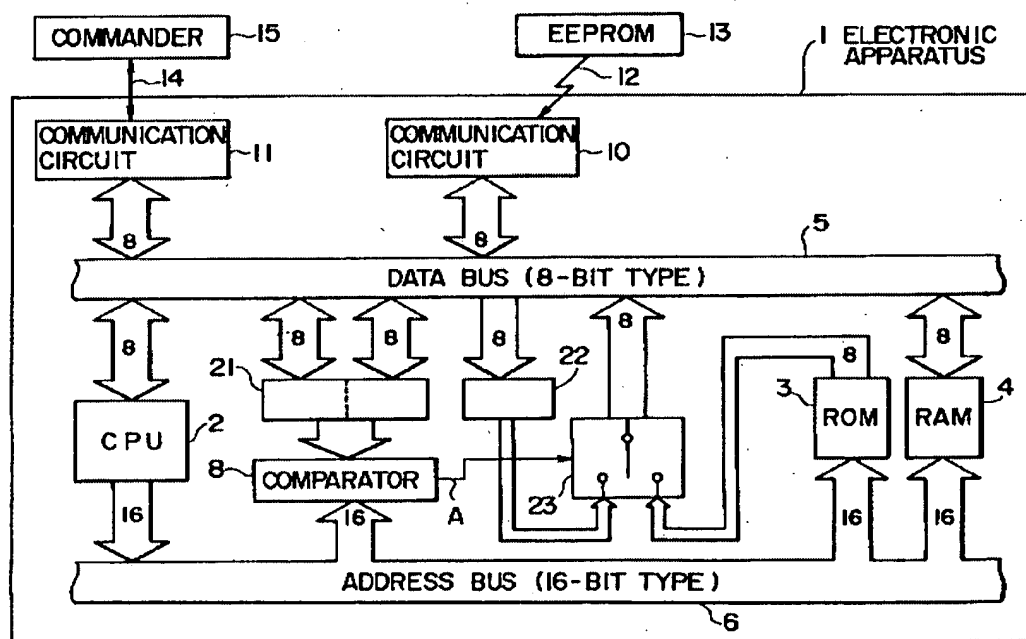 COMMANDER 15
EEPROM 13
1 ELECTRONIC
APPARATUS
14
12
COMMUNICATION
CIRCUIT 11
COMMUNICATION
CIRCUIT 10
8
8
5
DATA BUS (8-BIT TYPE)
8
8
8
8
8
8
8
21
22
3
4
CPU 2
ROM
RAM
8 COMPARATOR
A
23
16
16
16
16
ADDRESS BUS (16-BIT TYPE)
6